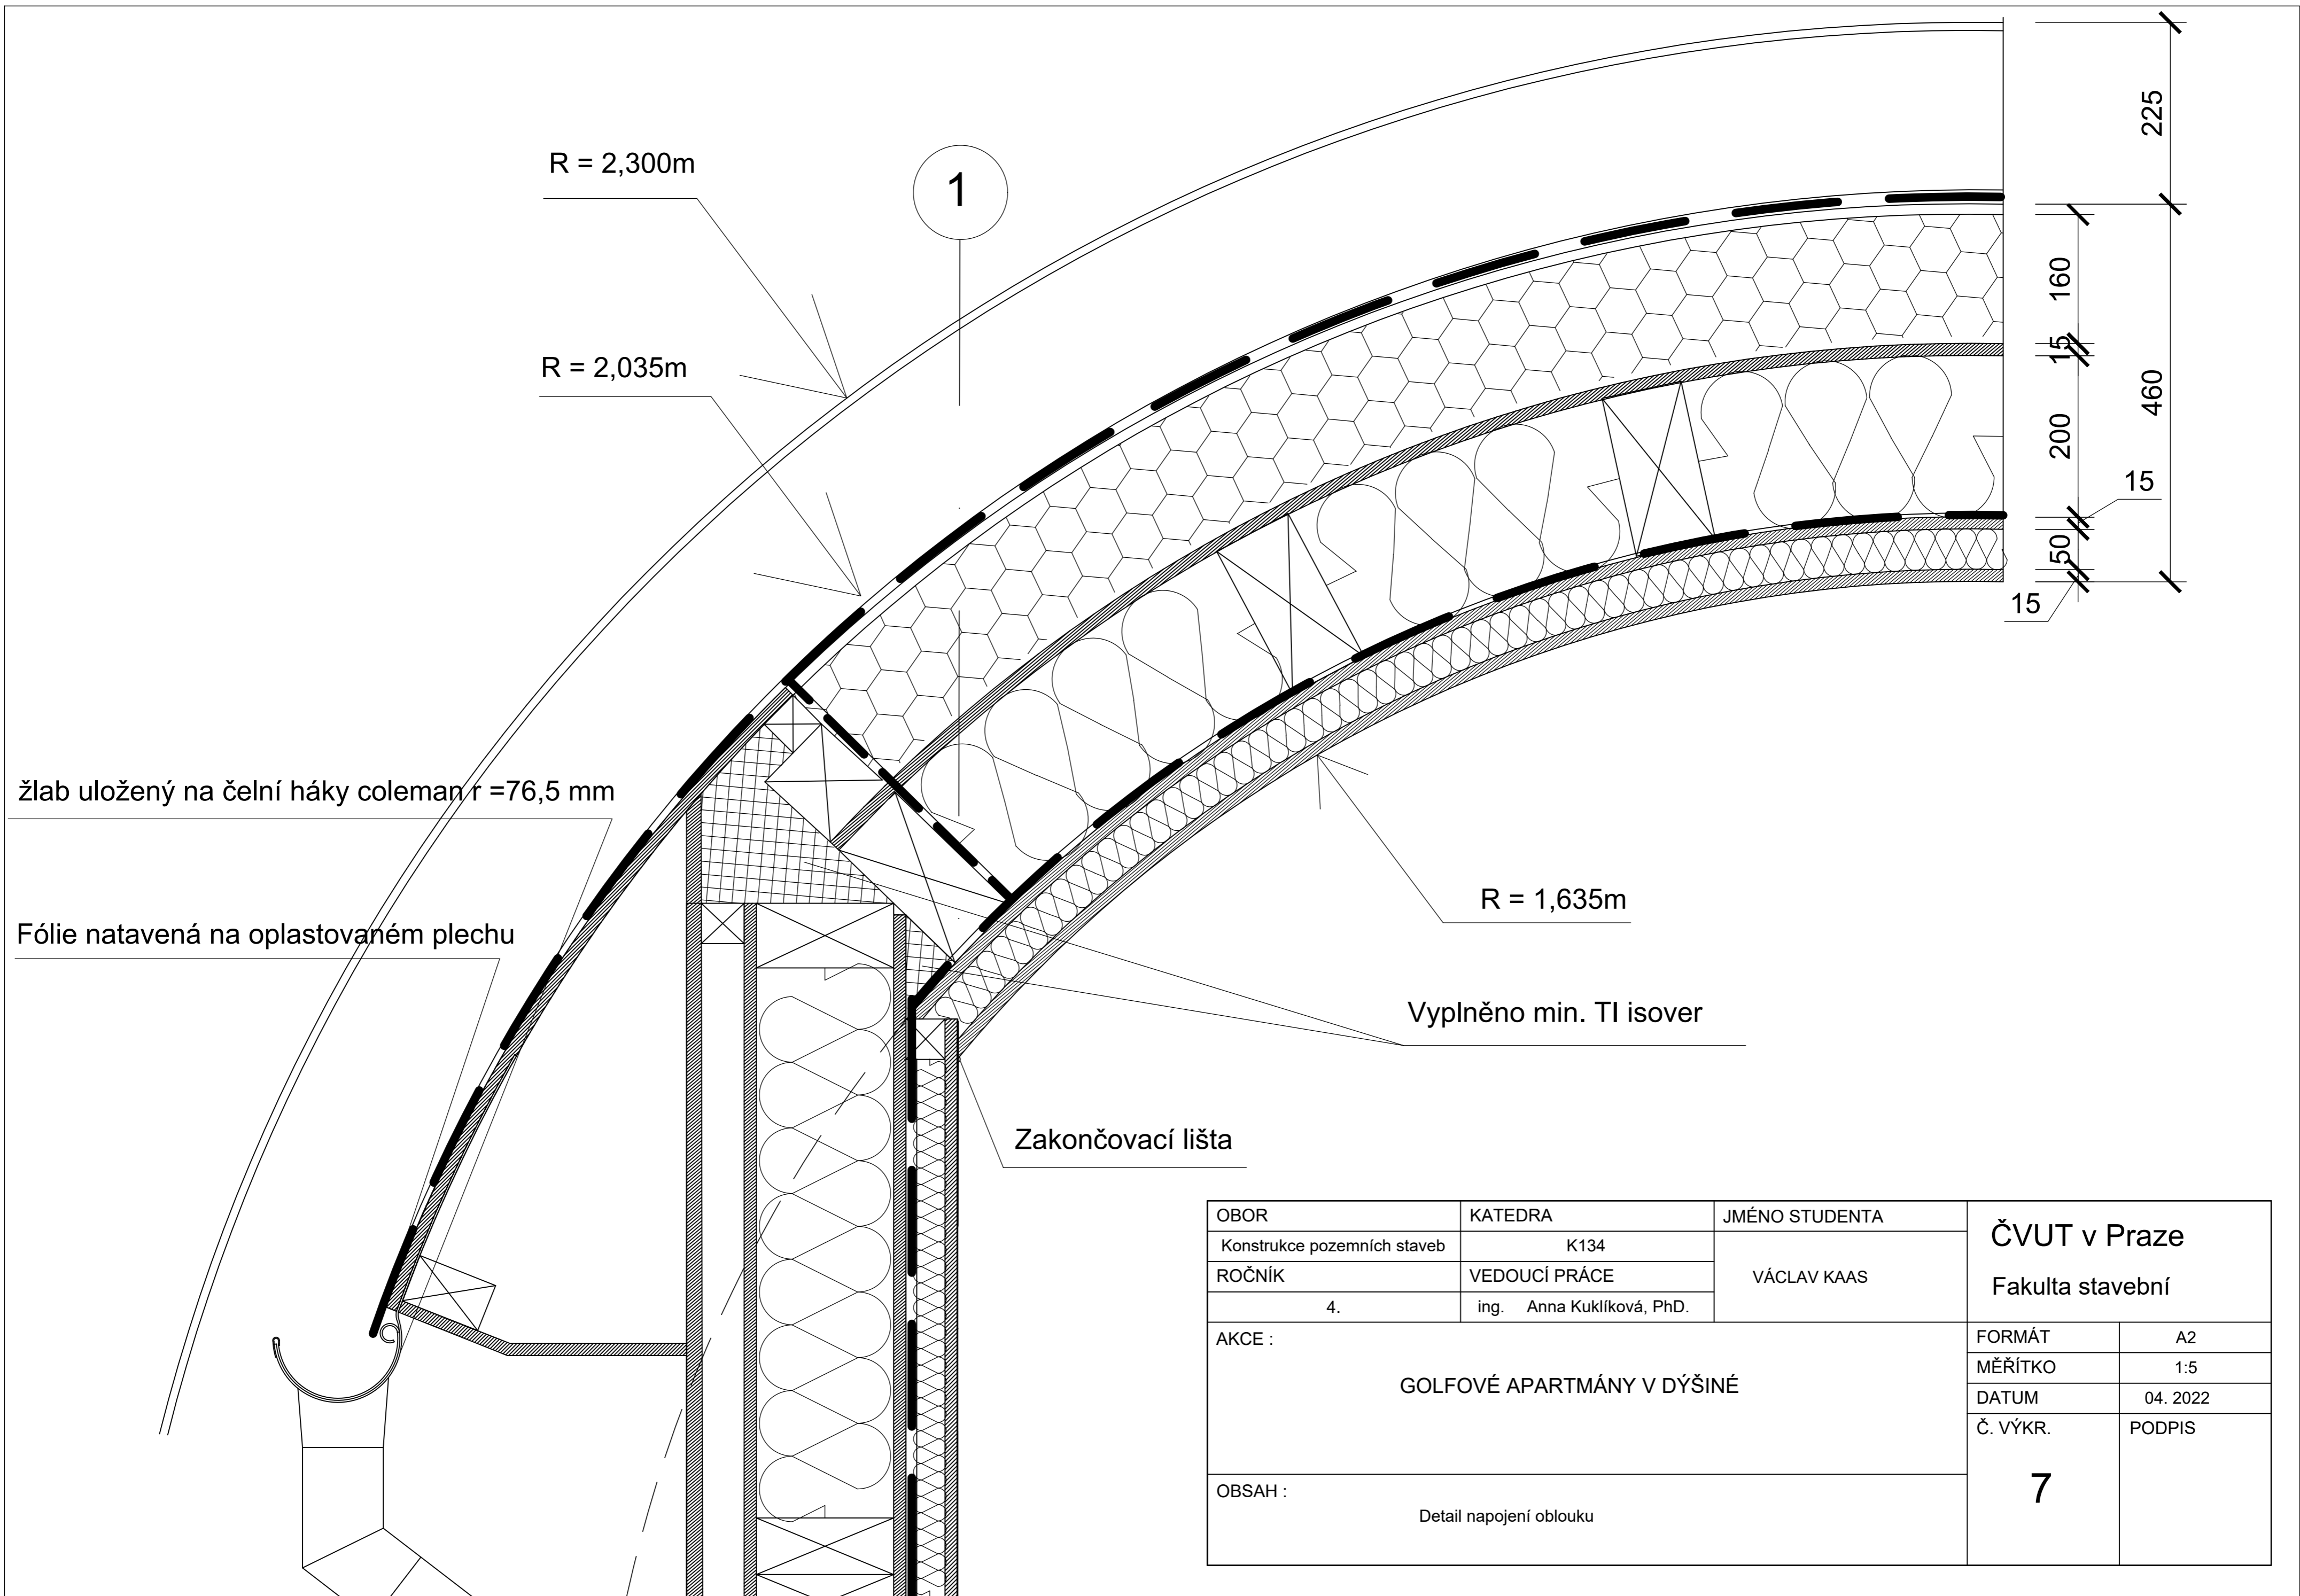 R = 2,300m
1
R = 2,035m
225
160
15
460
200
15
50
15
žlab uložený na čelní háky coleman r =76,5 mm
Fólie natavená na oplastovaném plechu
R = 1,635m
Vyplněno min. TI isover
Zakončovací lišta
OBOR KATEDRA JMÉNO STUDENTA
ČVUT v Praze
Konstrukce pozemních staveb K134
ROČNÍK VEDOUCÍ PRÁCE VÁCLAV KAAS
Fakulta stavební
4. ing. Anna Kuklíková, PhD.
AKCE :
FORMÁT A2
MĚŘÍTKO 1:5
GOLFOVÉ APARTMÁNY V DÝŠINÉ
DATUM 04. 2022
Č. VÝKR. PODPIS
7
OBSAH :
Detail napojení oblouku